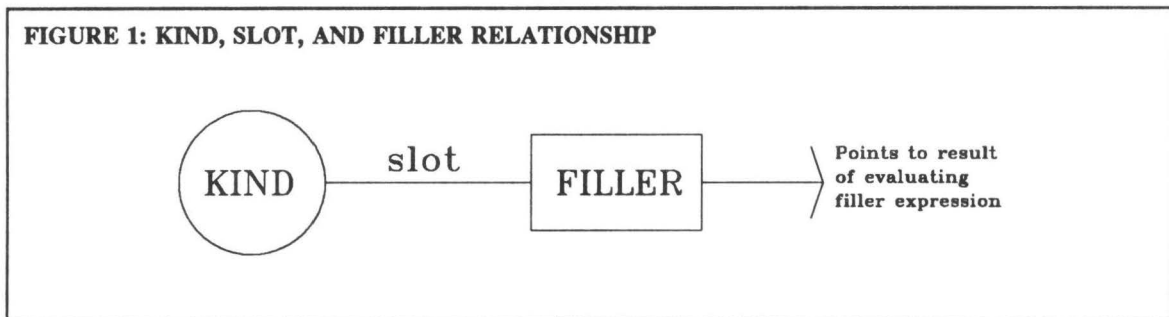 FIGURE 1: KIND, SLOT, AND FILLER RELATIONSHIP
KIND
slot
FILLER
Points to result
of evaluating
filler expression